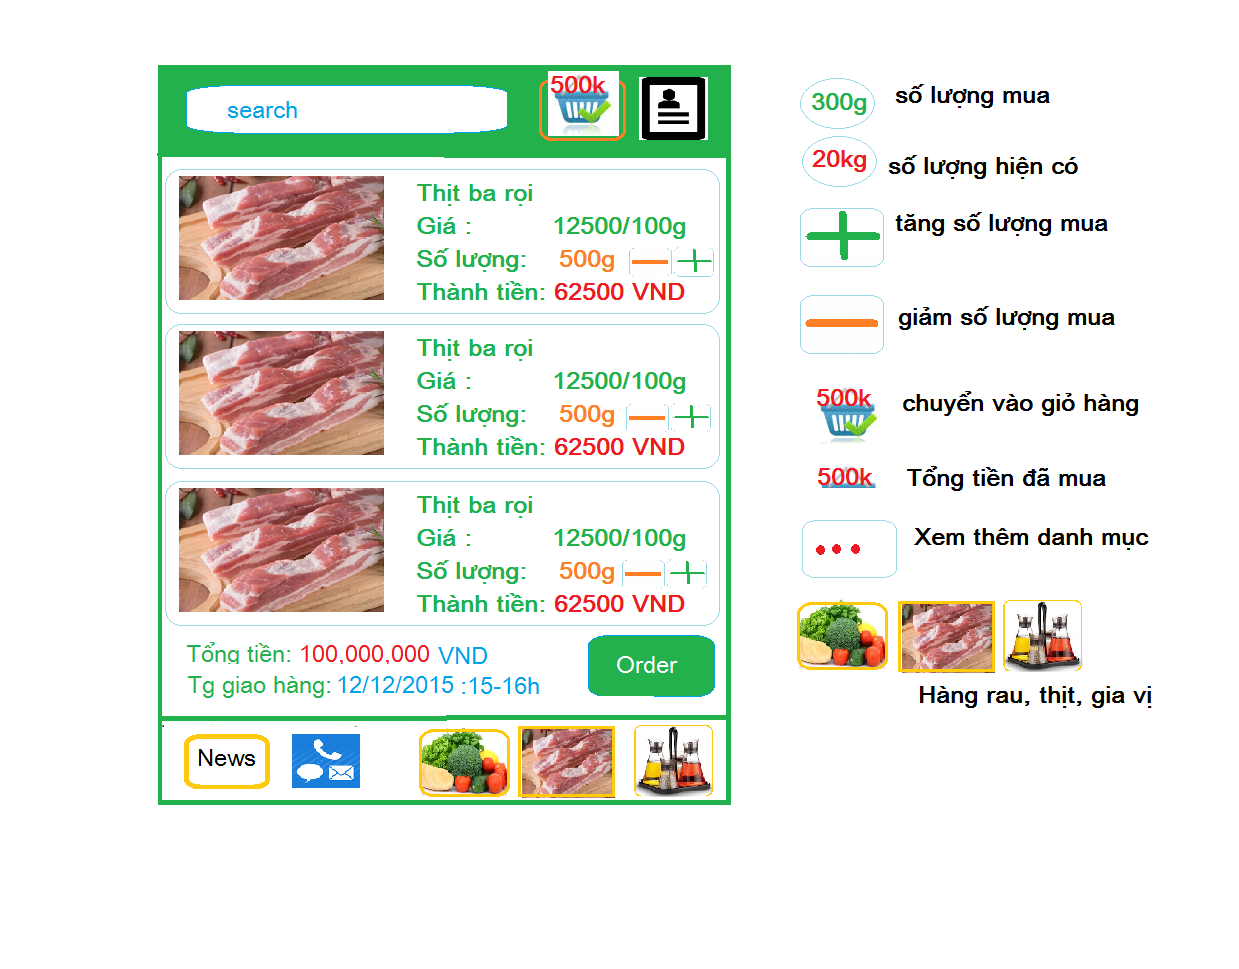 search
500k
Thịt ba rọi
Giá : 12500/100g
Số lượng: 500g
Thành tiền: 62500 VND
Thịt ba rọi
Giá : 12500/100g
Số lượng: 500g
Thành tiền: 62500 VND
Thịt ba rọi
Giá : 12500/100g
Số lượng: 500g
Thành tiền: 62500 VND
Tổng tiền: 100,000,000 VND
Tg giao hàng: 12/12/2015 :15-16h
Order
News
300g số lượng mua
20kg số lượng hiện có
tăng số lượng mua
giảm số lượng mua
500k chuyển vào giỏ hàng
500k Tổng tiền đã mua
Xem thêm danh mục
Hàng rau, thịt, gia vị